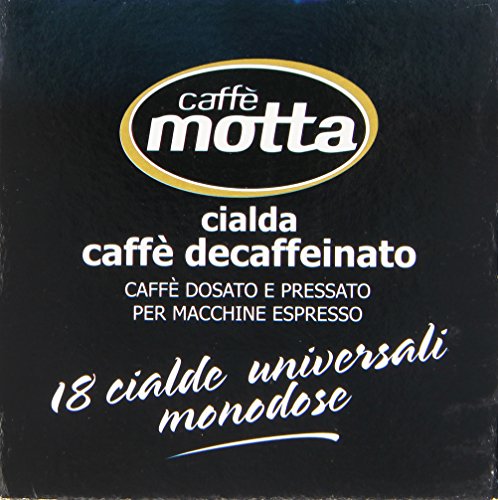 caffè
motta
cialda
caffè decaffeinato
CAFFÈ DOSATO E PRESSATO
PER MACCHINE ESPRESSO
18 cialde universali
monodose